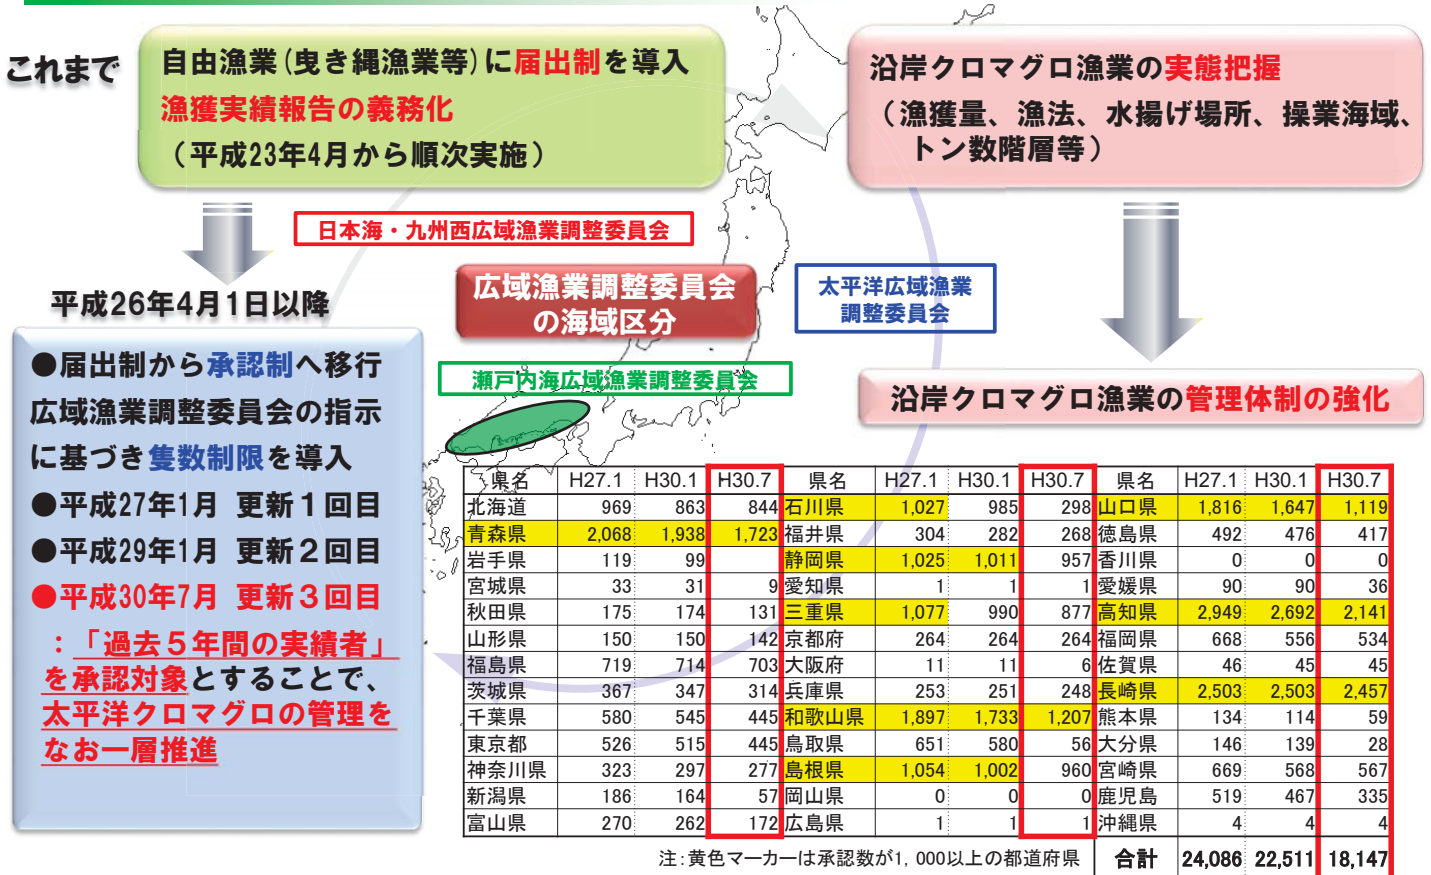 これまで
自由漁業(曳き縄漁業等)に届出制を導入
漁獲実績報告の義務化
（平成23年4月から順次実施）
沿岸クロマグロ漁業の実態把握
（漁獲量、漁法、水揚げ場所、操業海域、
トン数階層等）
日本海・九州西広域漁業調整委員会
広域漁業調整委員会
の海域区分
太平洋広域漁業
調整委員会
瀬戸内海広域漁業調整委員会
沿岸クロマグロ漁業の管理体制の強化
平成26年4月1日以降
●届出制から承認制へ移行
広域漁業調整委員会の指示
に基づき隻数制限を導入
●平成27年1月 更新１回目
●平成29年1月 更新２回目
●平成30年7月 更新３回目
：「過去５年間の実績者」
を承認対象とすることで、
太平洋クロマグロの管理を
なお一層推進
県名 H27.1 H30.1 H30.7 県名 H27.1 H30.1 H30.7 県名 H27.1 H30.1 H30.7
北海道 969 863 844 石川県 1,027 985 298 山口県 1,816 1,647 1,119
青森県 2,068 1,938 1,723 福井県 304 282 268 徳島県 492 476 417
岩手県 119 99 静岡県 1,025 1,011 957 香川県 0 0 0
宮城県 33 31 9 愛知県 1 1 1 愛媛県 90 90 36
秋田県 175 174 131 三重県 1,077 990 877 高知県 2,949 2,692 2,141
山形県 150 150 142 京都府 264 264 264 福岡県 668 556 534
福島県 719 714 703 大阪府 11 11 6 佐賀県 46 45 45
茨城県 367 347 314 兵庫県 253 251 248 長崎県 2,503 2,503 2,457
千葉県 580 545 445 和歌山県 1,897 1,733 1,207 熊本県 134 114 59
東京都 526 515 445 鳥取県 651 580 56 大分県 146 139 28
神奈川県 323 297 277 島根県 1,054 1,002 960 宮崎県 669 568 567
新潟県 186 164 57 岡山県 0 0 0 鹿児島 519 467 335
富山県 270 262 172 広島県 1 1 1 沖縄県 4 4 4
注：黄色マーカーは承認数が1,000以上の都道府県 合計 24,086 22,511 18,147